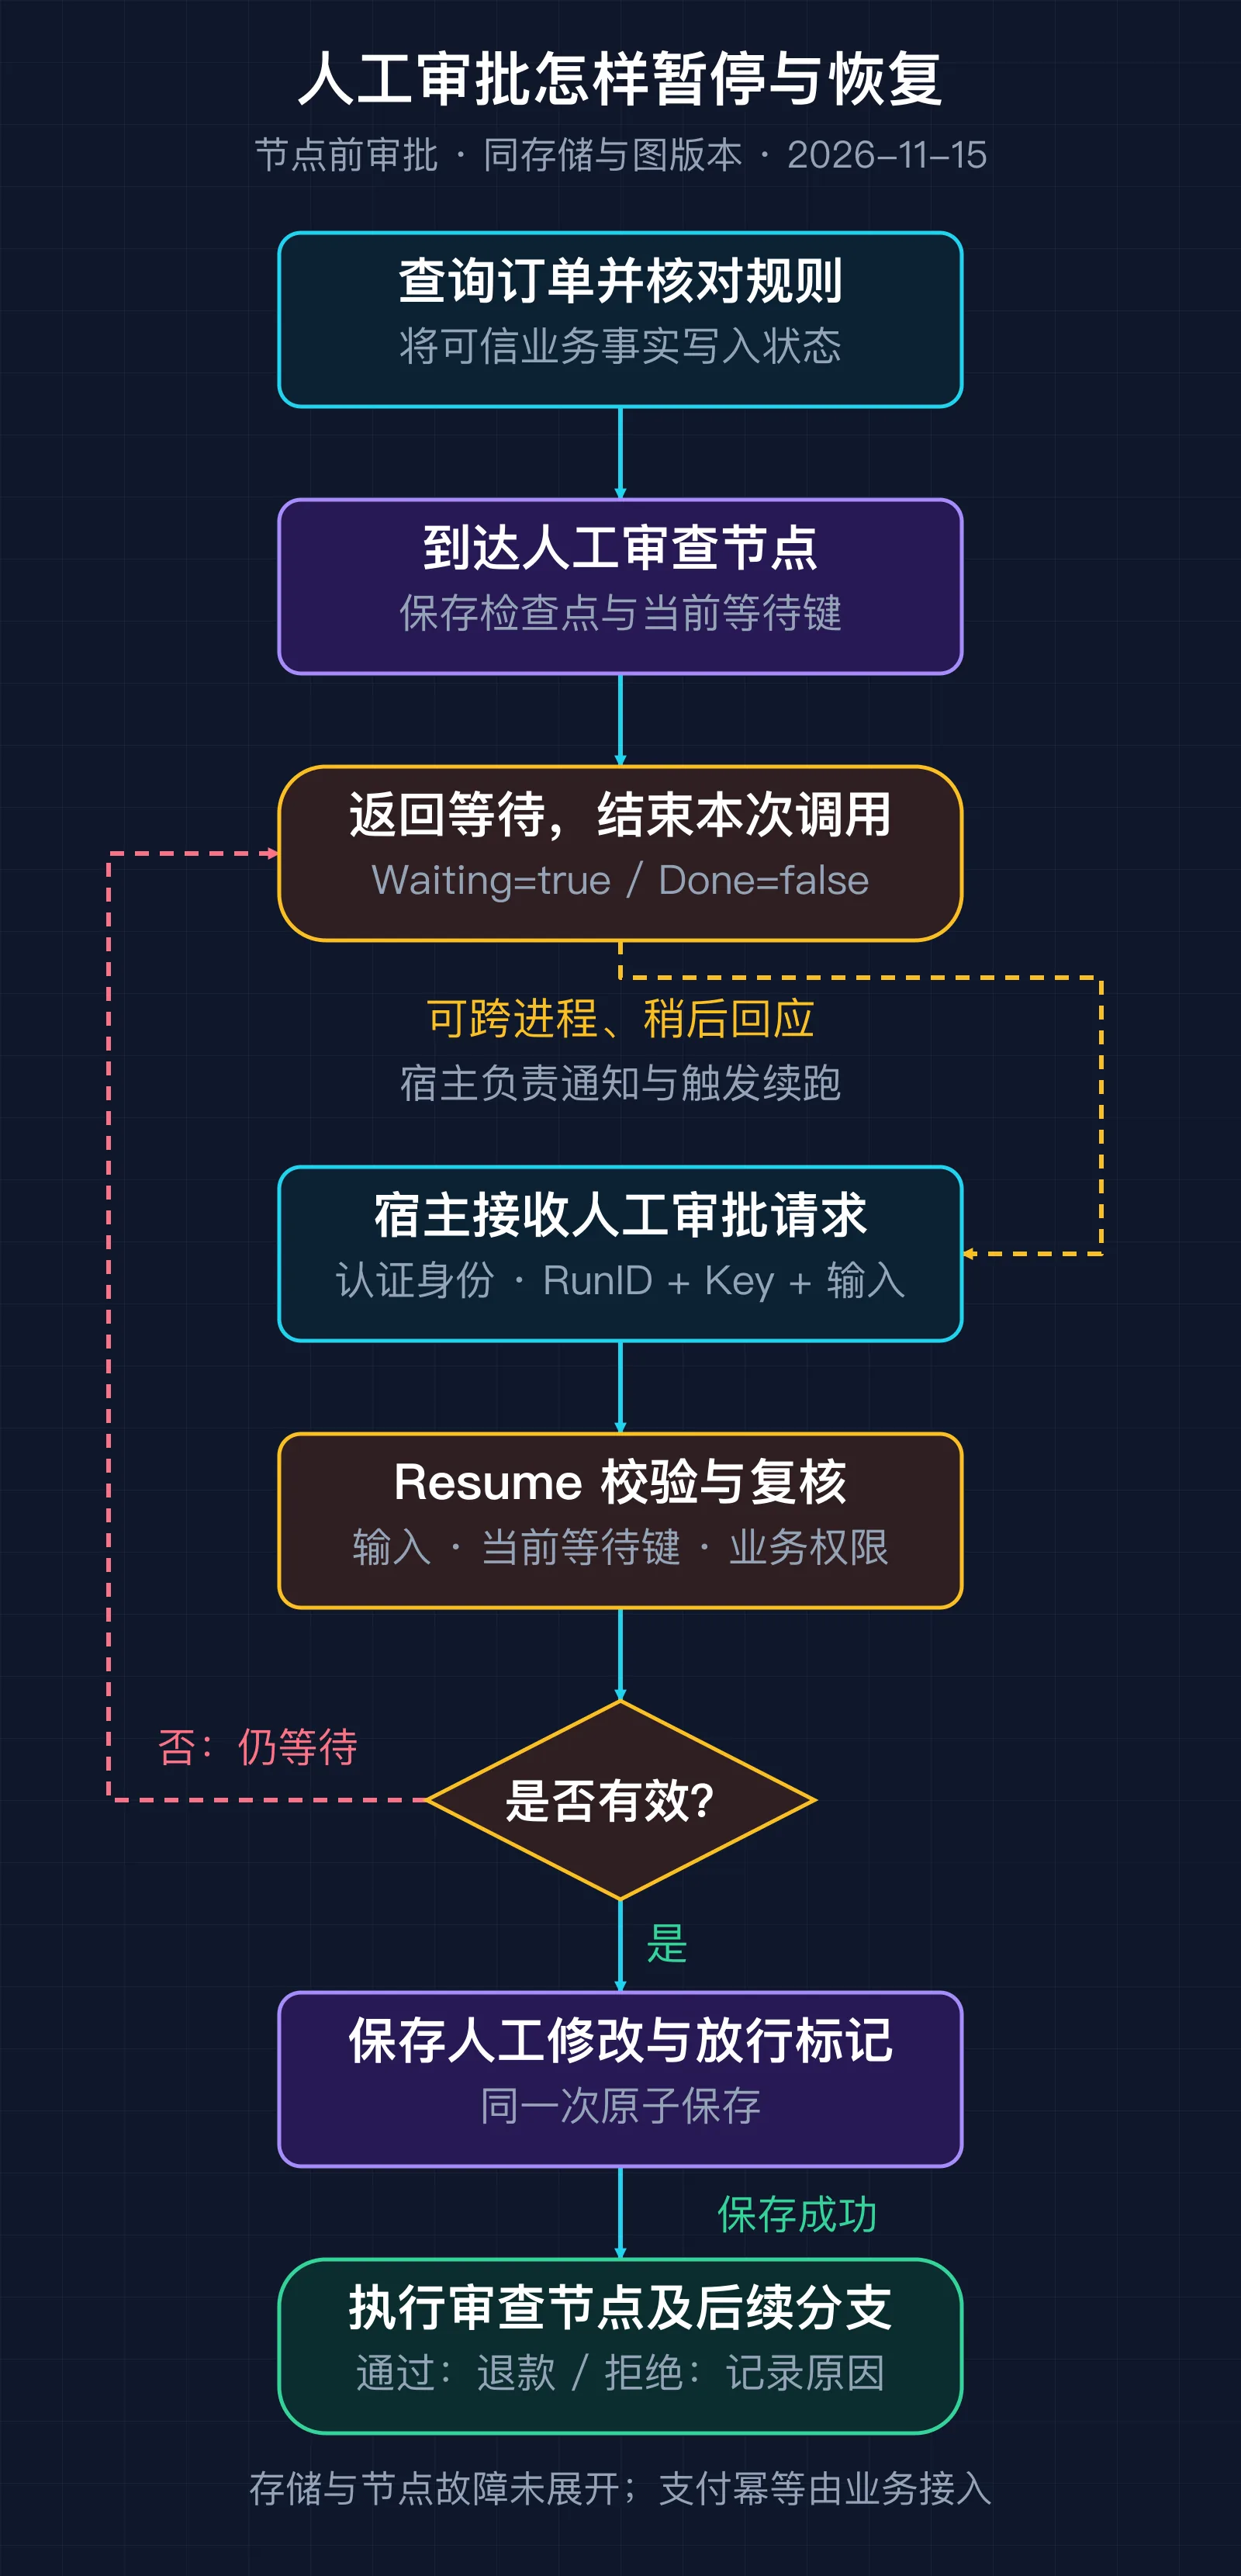 人工审批怎样暂停与恢复
节点前审批 · 同存储与图版本 · 2026-11-15
查询订单并核对规则
将可信业务事实写入状态
到达人工审查节点
保存检查点与当前等待键
返回等待，结束本次调用
Waiting=true / Done=false
可跨进程、稍后回应
宿主负责通知与触发续跑
宿主接收人工审批请求
认证身份 · RunID + Key + 输入
Resume 校验与复核
输入 · 当前等待键 · 业务权限
否：仍等待
是否有效？
是
保存人工修改与放行标记
同一次原子保存
保存成功
执行审查节点及后续分支
通过：退款 / 拒绝：记录原因
存储与节点故障未展开；支付幂等由业务接入